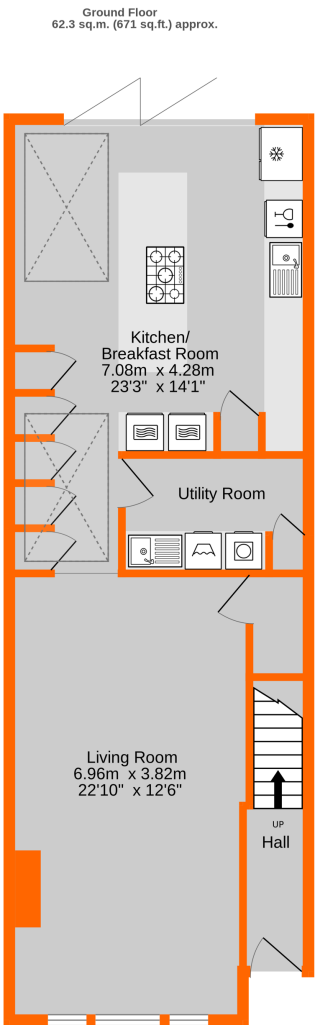 Ground Floor
62.3 sq.m. (671 sq.ft.) approx.
Kitchen/
Breakfast Room
7.08m x 4.28m
23'3" x 14'1"
Utility Room
Living Room
6.96m x 3.82m
22'10" x 12'6"
UP
Hall